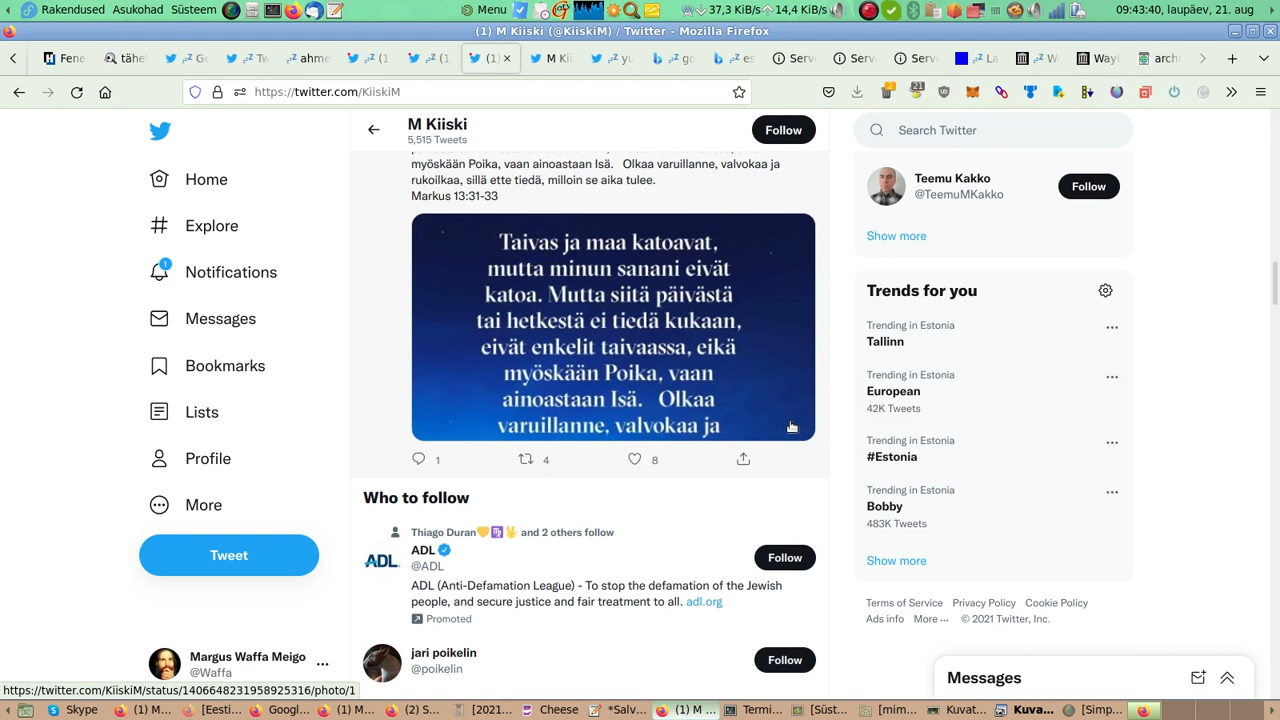 Rakendused Asukohad Süsteem
Menu
37,3 KiB/s
14,4 KiB/s
09:43:40, laupäev, 21. aug
(1) M Kiiski (@KiiskiM) / Twitter - Mozilla Firefox
Fene
tähel
ahme
(1
(1
(1)
M Kii
yu
go
es
Serv
Serv
Serv
La
Wayb
archi
https://twitter.com/KiiskiM
M Kiiski
5,515 Tweets
Follow
Search Twitter
Home
Explore
Notifications
1
Messages
Bookmarks
Lists
Profile
More
Tweet
Margus Waffa Meigo
@Waffa
myöskään Poika, vaan ainoastaan Isä. Olkaa varuillanne, valvokaa ja
rukoilkaa, sillä ette tiedä, milloin se aika tulee.
Markus 13:31-33
Taivas ja maa katoavat,
mutta minun sanani eivät
katoa. Mutta siitä päivästä
tai hetkestä ei tiedä kukaan,
eivät enkelit taivaassa, eikä
myöskään Poika, vaan
ainoastaan Isä. Olkaa
varuillanne, valvokaa ja
1 4 8
Who to follow
Thiago Duran and 2 others follow
ADL
@ADL
Follow
ADL (Anti-Defamation League) - To stop the defamation of the Jewish
people, and secure justice and fair treatment to all. adl.org
Promoted
jari poikelin
@poikelin
Follow
Teemu Kakko
@TeemuMKakko
Follow
Show more
Trends for you
Trending in Estonia
Tallinn
Trending in Estonia
European
42K Tweets
Trending in Estonia
#Estonia
Trending in Estonia
Bobby
483K Tweets
Show more
Terms of Service Privacy Policy Cookie Policy
Ads info More © 2021 Twitter, Inc.
Messages
https://twitter.com/KiiskiM/status/1406648231958925316/photo/1
Skype
(1) M...
[Eesti...
Googl...
(1) M...
(2) S...
[2021...
Cheese
*Salv...
(1) M ...
Termi...
[Süst...
[mim...
Kuvat...
Kuva...
[Simp...